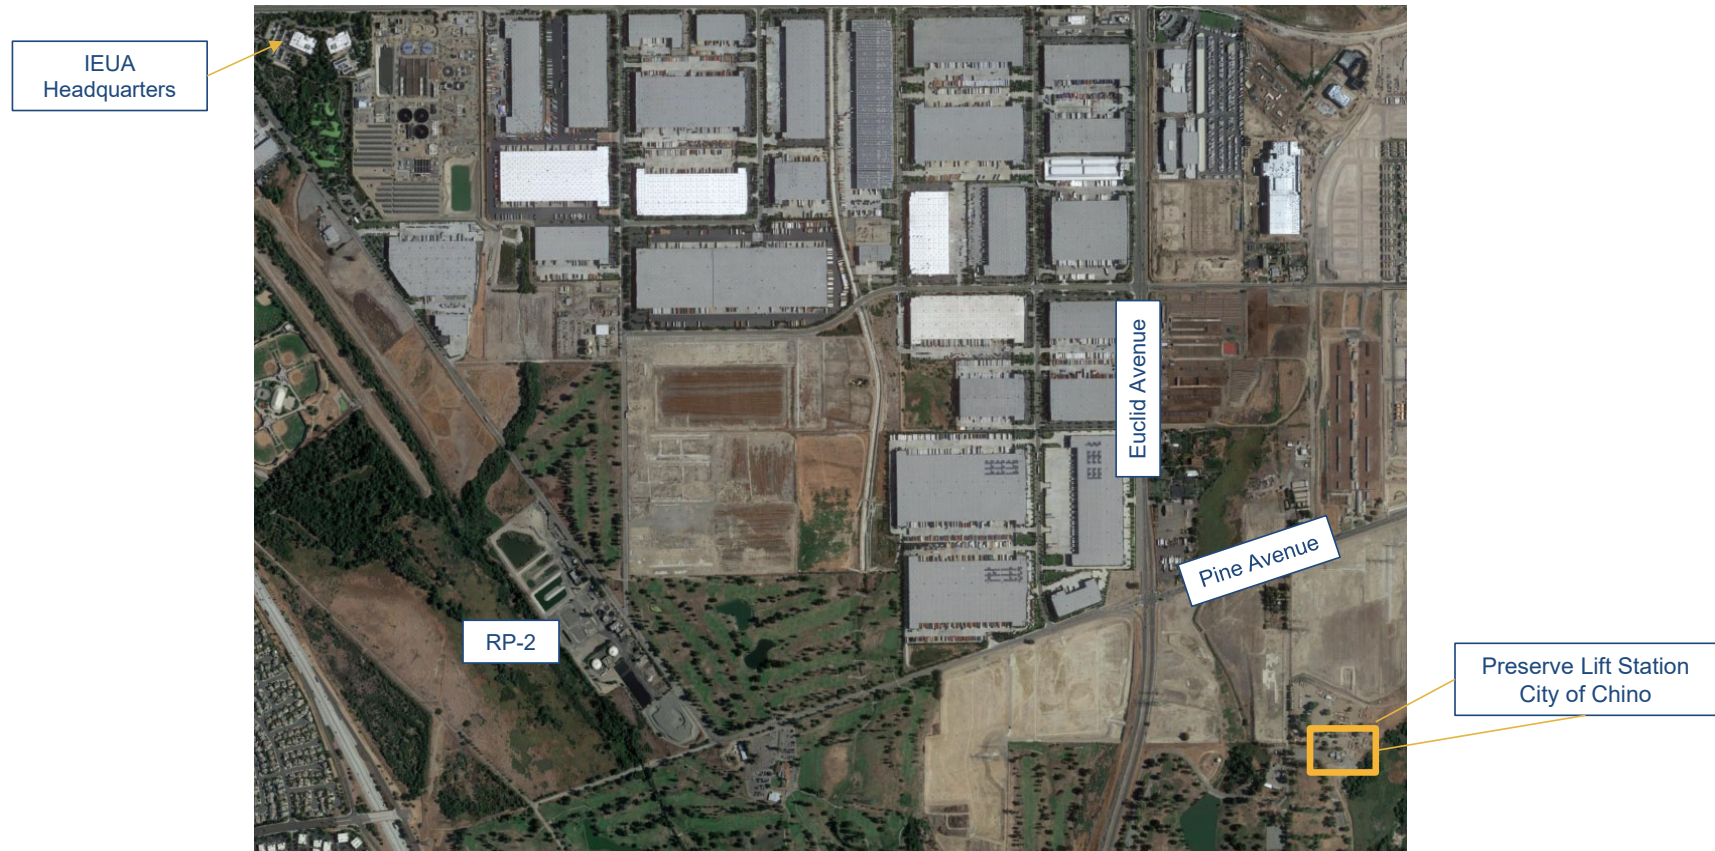 IEUA
Headquarters
Euclid Avenue
Pine Avenue
RP-2
Preserve Lift Station
City of Chino